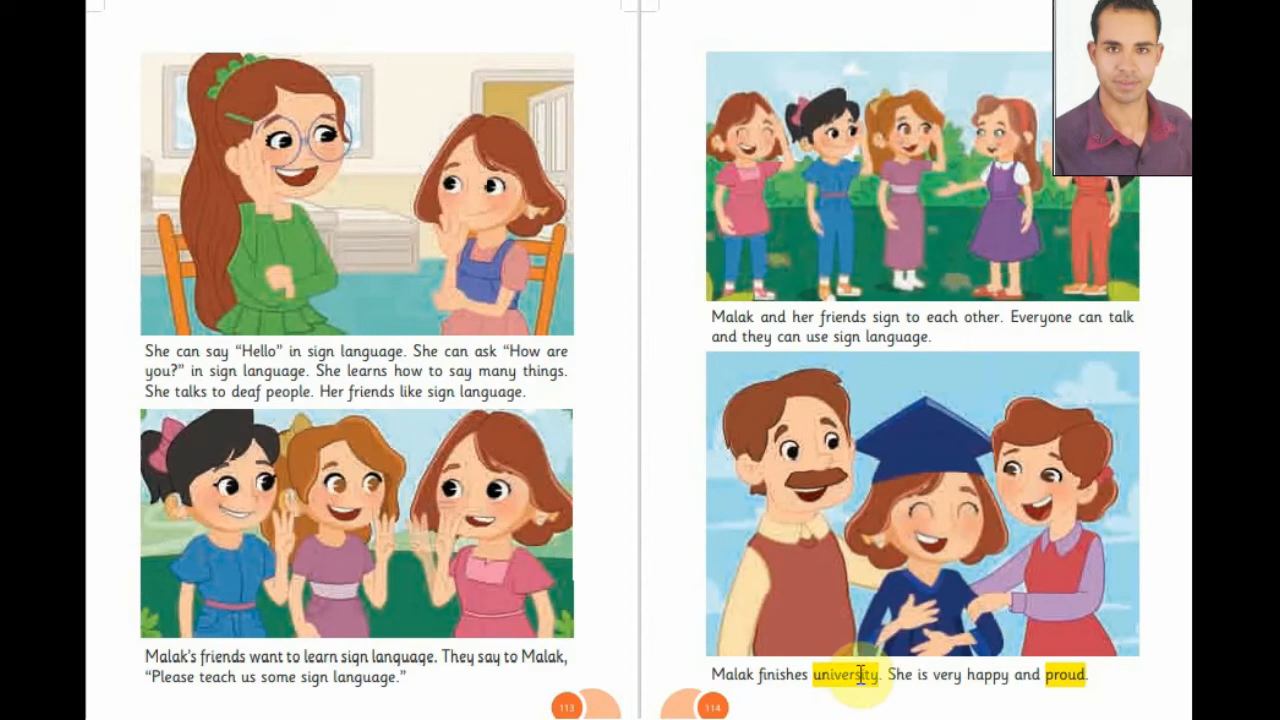 She can say “Hello” in sign language. She can ask “How are
you?” in sign language. She learns how to say many things.
She talks to deaf people. Her friends like sign language.
Malak’s friends want to learn sign language. They say to Malak,
“Please teach us some sign language.”
113
Malak and her friends sign to each other. Everyone can talk
and they can use sign language.
Malak finishes university. She is very happy and proud.
114